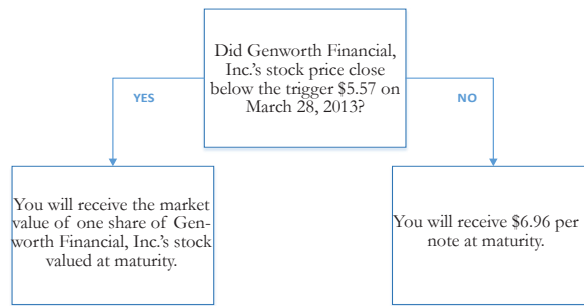 Did Genworth Financial,
Inc.'s stock price close
below the trigger $5.57 on
March 28, 2013?
YES
NO
You will receive the market
value of one share of Gen-
worth Financial, Inc.'s stock
valued at maturity.
You will receive $6.96 per
note at maturity.